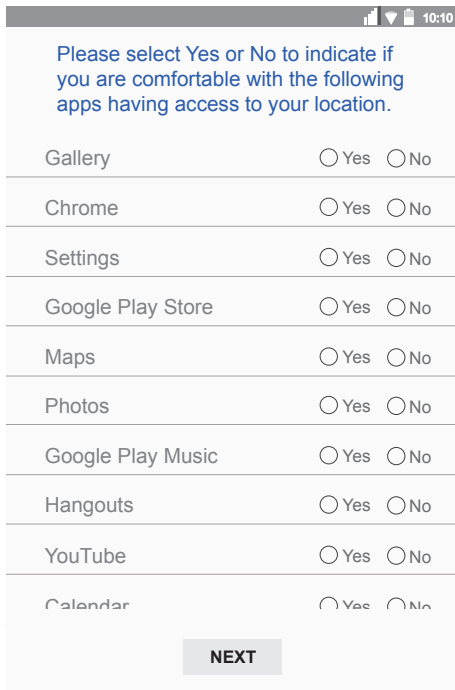 10:10
Please select Yes or No to indicate if
you are comfortable with the following
apps having access to your location.
Gallery Yes No
Chrome Yes No
Settings Yes No
Google Play Store Yes No
Maps Yes No
Photos Yes No
Google Play Music Yes No
Hangouts Yes No
YouTube Yes No
Calendar Yes No
NEXT